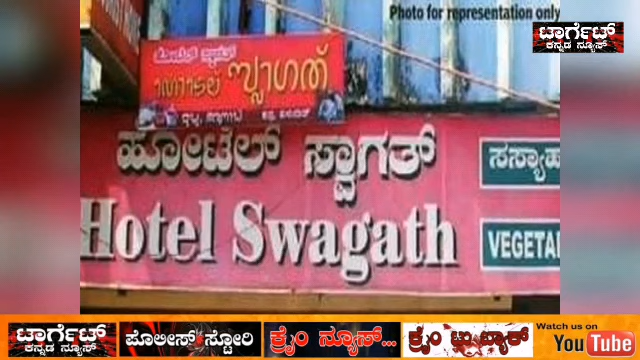 Photo for representation only
ಟಾರ್ಗೆಟ್
ಕನ್ನಡ ನ್ಯೂಸ್
ಸ್ವಾಗತ್
ಹೋಟೆಲ್ ಸ್ವಾಗತ್
ಸಸ್ಯಾಹ
Hotel Swagath
VEGETA
Watch us on
ಟಾರ್ಗೆಟ್
ಕನ್ನಡ ನ್ಯೂಸ್
ಪೊಲೀಸ್ ಸ್ಟೋರಿ
ಕ್ರೈಂ ನ್ಯೂಸ್...
ಕ್ರೈಂ
YouTube